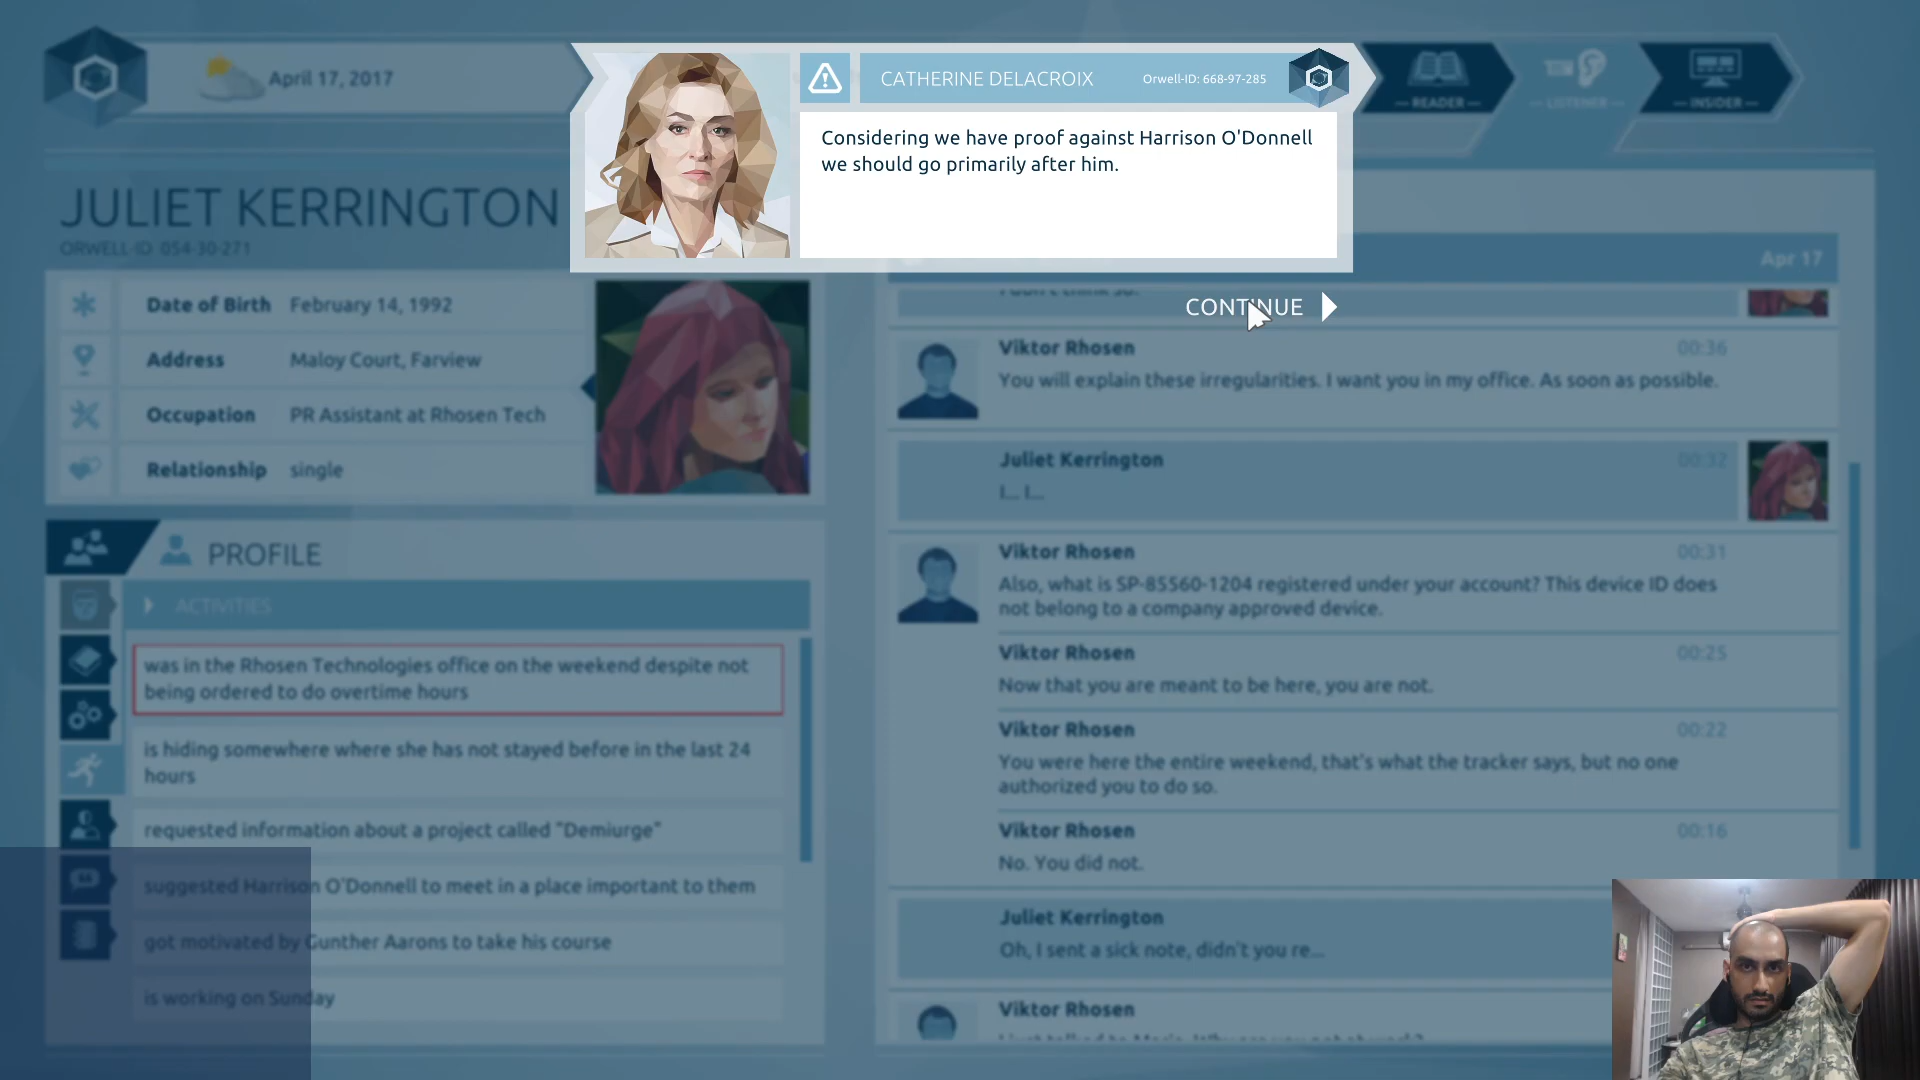 April 17, 2017
CATHERINE DELACROIX
Orwell-ID: 668-97-285
Considering we have proof against Harrison O'Donnell
we should go primarily after him.
CONTINUE
READER
LISTENER
INSIDER
JULIET KERRINGTON
ORWELL-ID 054-30-271
Date of Birth February 14, 1992
Address Maloy Court, Farview
Occupation PR Assistant at Rhosen Tech
Relationship single
PROFILE
ACTIVITIES
was in the Rhosen Technologies office on the weekend despite not
being ordered to do overtime hours
is hiding somewhere where she has not stayed before in the last 24
hours
requested information about a project called "Demiurge"
suggested Harrison O'Donnell to meet in a place important to them
got motivated by Gunther Aarons to take his course
is working on Sunday
Apr 17
Viktor Rhosen 00:36
You will explain these irregularities. I want you in my office. As soon as possible.
Juliet Kerrington 00:32
I... I...
Viktor Rhosen 00:31
Also, what is SP-85560-1204 registered under your account? This device ID does
not belong to a company approved device.
Viktor Rhosen 00:25
Now that you are meant to be here, you are not.
Viktor Rhosen 00:22
You were here the entire weekend, that's what the tracker says, but no one
authorized you to do so.
Viktor Rhosen 00:16
No. You did not.
Juliet Kerrington
Oh, I sent a sick note, didn't you re...
Viktor Rhosen